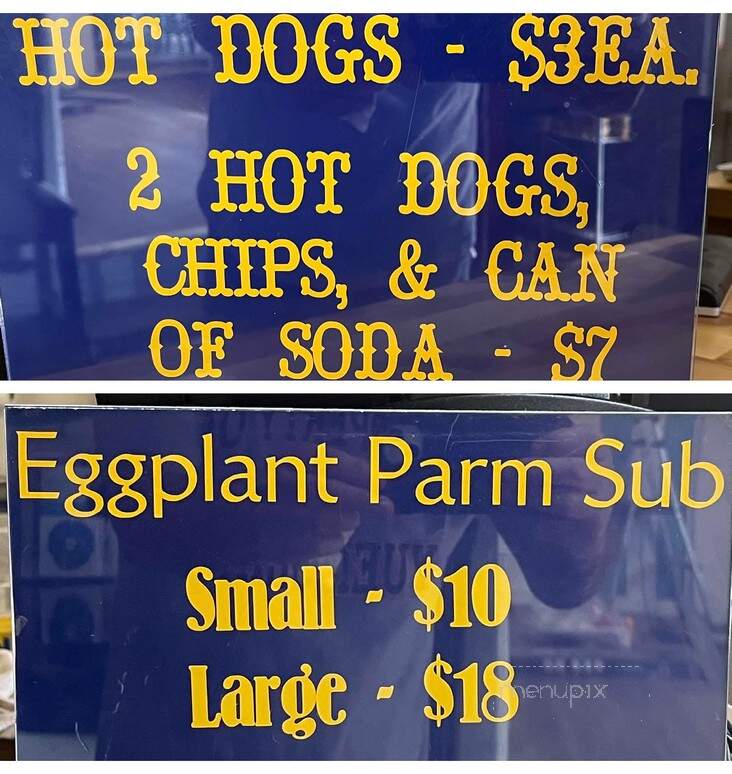 HOT DOGS - $3EA.
2 HOT DOGS,
CHIPS, & CAN
OF SODA - $7
Eggplant Parm Sub
Small - $10
Large - $18
menupix